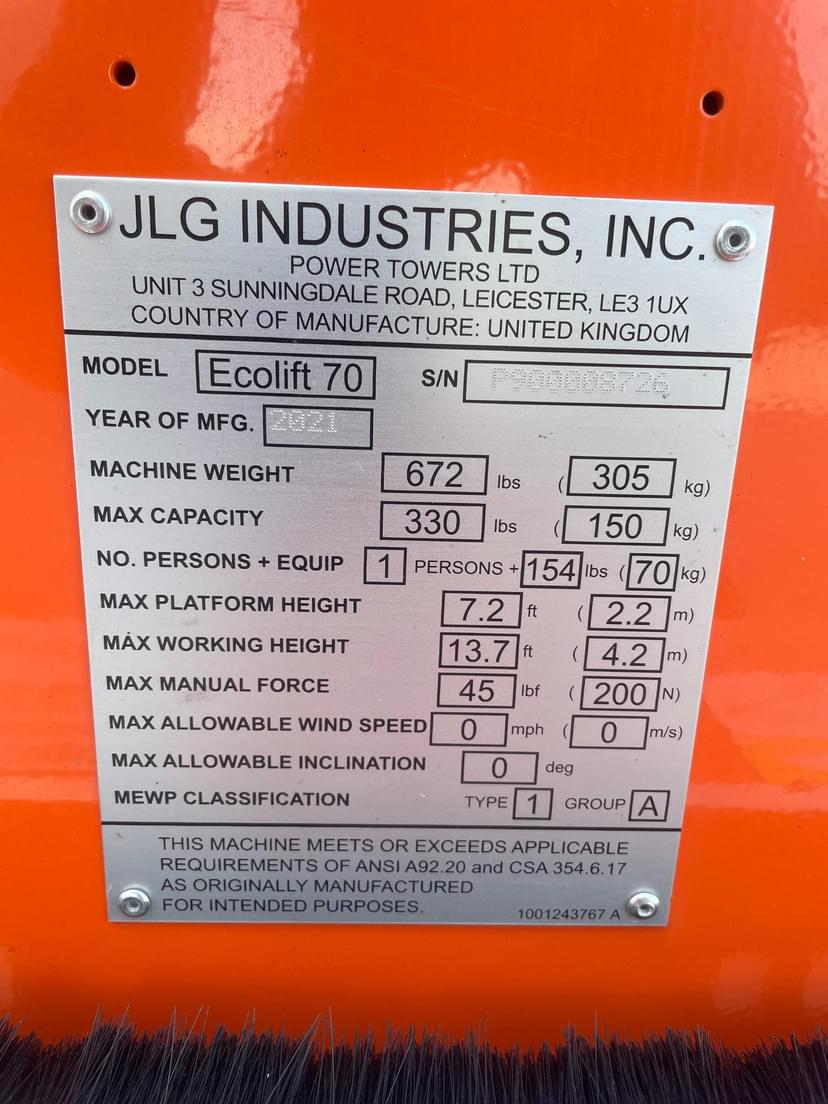 JLG INDUSTRIES, INC.
POWER TOWERS LTD
UNIT 3 SUNNINGDALE ROAD, LEICESTER, LE3 1UX
COUNTRY OF MANUFACTURE: UNITED KINGDOM
MODEL Ecolift 70 S/N P900008726
YEAR OF MFG. 2021
MACHINE WEIGHT 672 lbs (305 kg)
MAX CAPACITY 330 lbs (150 kg)
NO. PERSONS + EQUIP 1 PERSONS + 154 lbs (70 kg)
MAX PLATFORM HEIGHT 7.2 ft (2.2 m)
MAX WORKING HEIGHT 13.7 ft (4.2 m)
MAX MANUAL FORCE 45 lbf (200 N)
MAX ALLOWABLE WIND SPEED 0 mph (0 m/s)
MAX ALLOWABLE INCLINATION 0 deg
MEWP CLASSIFICATION TYPE 1 GROUP A
THIS MACHINE MEETS OR EXCEEDS APPLICABLE
REQUIREMENTS OF ANSI A92.20 and CSA 354.6.17
AS ORIGINALLY MANUFACTURED
FOR INTENDED PURPOSES. 1001243767 A